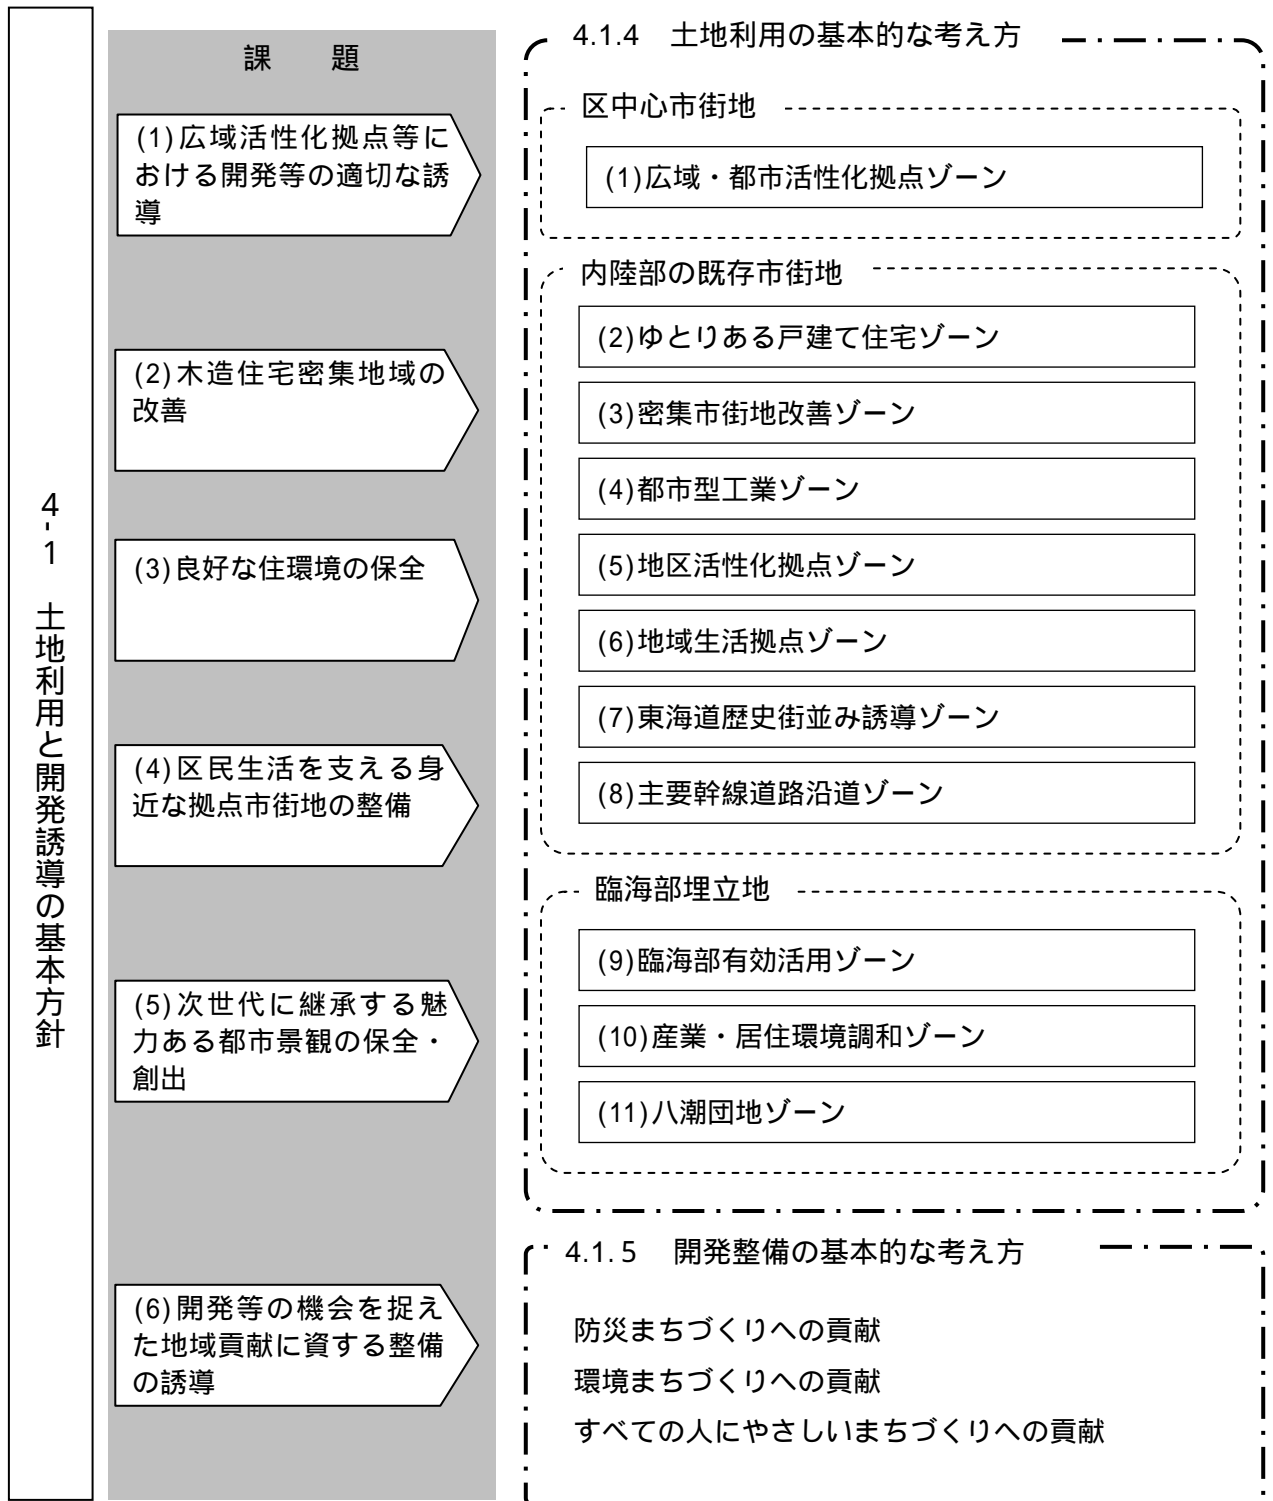 4-1 土地利用と開発誘導の基本方針
課 題
(1)広域活性化拠点等に
おける開発等の適切な誘
導
(2)木造住宅密集地域の
改善
(3)良好な住環境の保全
(4)区民生活を支える身
近な拠点市街地の整備
(5)次世代に継承する魅
力ある都市景観の保全・
創出
(6)開発等の機会を捉え
た地域貢献に資する整備
の誘導
4.1.4 土地利用の基本的な考え方
区中心市街地
(1)広域・都市活性化拠点ゾーン
内陸部の既存市街地
(2)ゆとりある戸建て住宅ゾーン
(3)密集市街地改善ゾーン
(4)都市型工業ゾーン
(5)地区活性化拠点ゾーン
(6)地域生活拠点ゾーン
(7)東海道歴史街並み誘導ゾーン
(8)主要幹線道路沿道ゾーン
臨海部埋立地
(9)臨海部有効活用ゾーン
(10)産業・居住環境調和ゾーン
(11)八潮団地ゾーン
4.1.5 開発整備の基本的な考え方
防災まちづくりへの貢献
環境まちづくりへの貢献
すべての人にやさしいまちづくりへの貢献